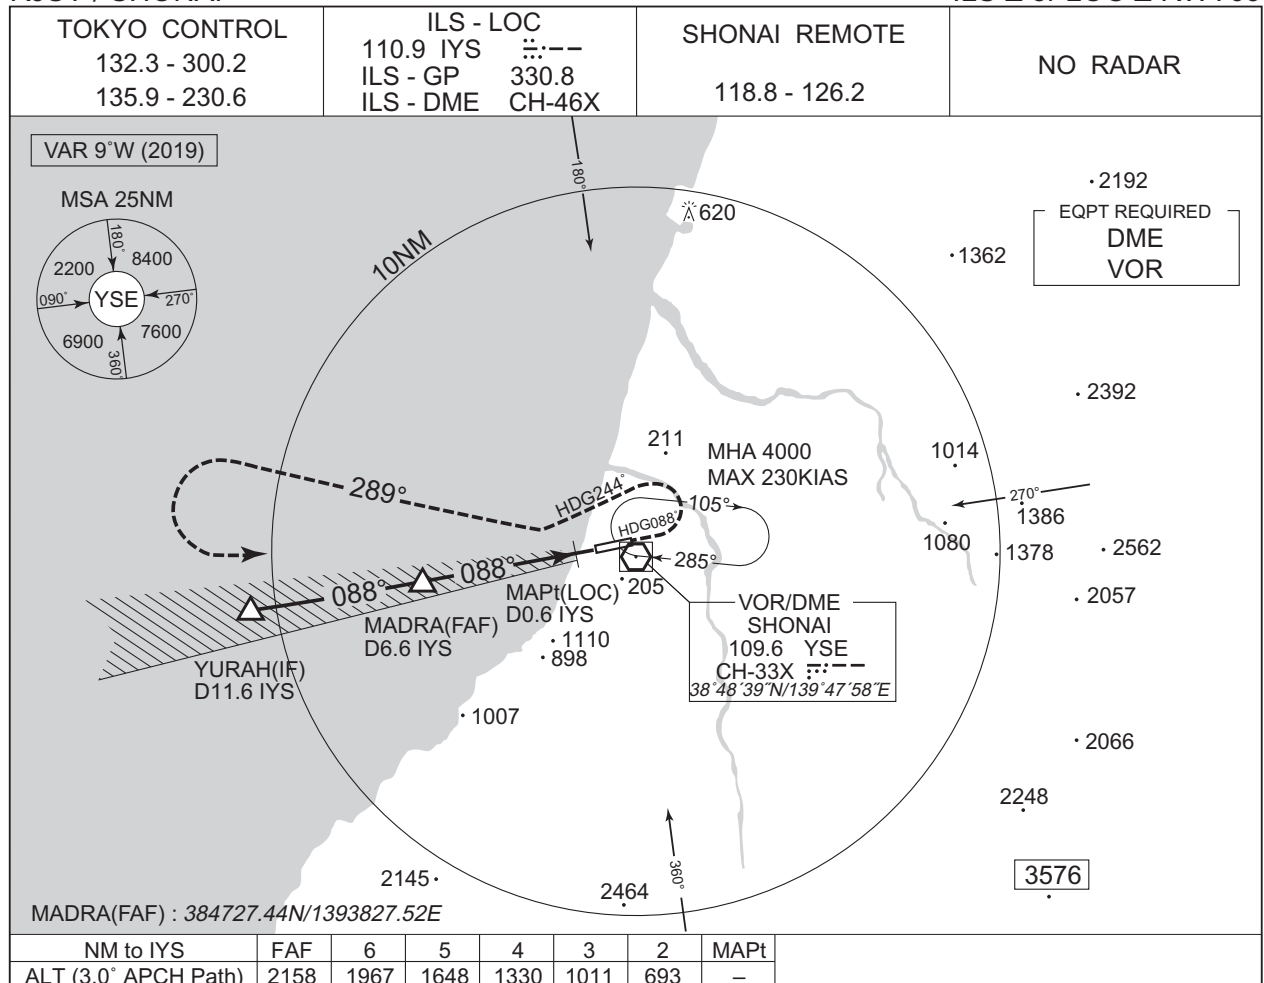 TOKYO CONTROL
132.3 - 300.2
135.9 - 230.6
ILS - LOC
110.9 IYS
ILS - GP 330.8
ILS - DME CH-46X
SHONAI REMOTE
118.8 - 126.2
NO RADAR
VAR 9˚W (2019)
MSA 25NM
180˚
2200
8400
090˚
YSE
270˚
6900
7600
360˚
10NM
180˚
620
2192
EQPT REQUIRED
DME
VOR
1362
2392
211
MHA 4000
MAX 230KIAS
1014
289°
HDG244˚
105°
270˚
1386
HDG088˚
1080
1378
2562
285°
088°
088°
205
2057
MAPt(LOC)
D0.6 IYS
MADRA(FAF)
D6.6 IYS
1110
898
YURAH(IF)
D11.6 IYS
VOR/DME
SHONAI
109.6 YSE
CH-33X
38˚48´39˝N/139˚47´58˝E
1007
2066
2248
3576
2145
2464
360˚
MADRA(FAF) : 384727.44N/1393827.52E
NM to IYS FAF 6 5 4 3 2 MAPt
ALT (3.0˚ APCH Path) 2158 1967 1648 1330 1011 693 –